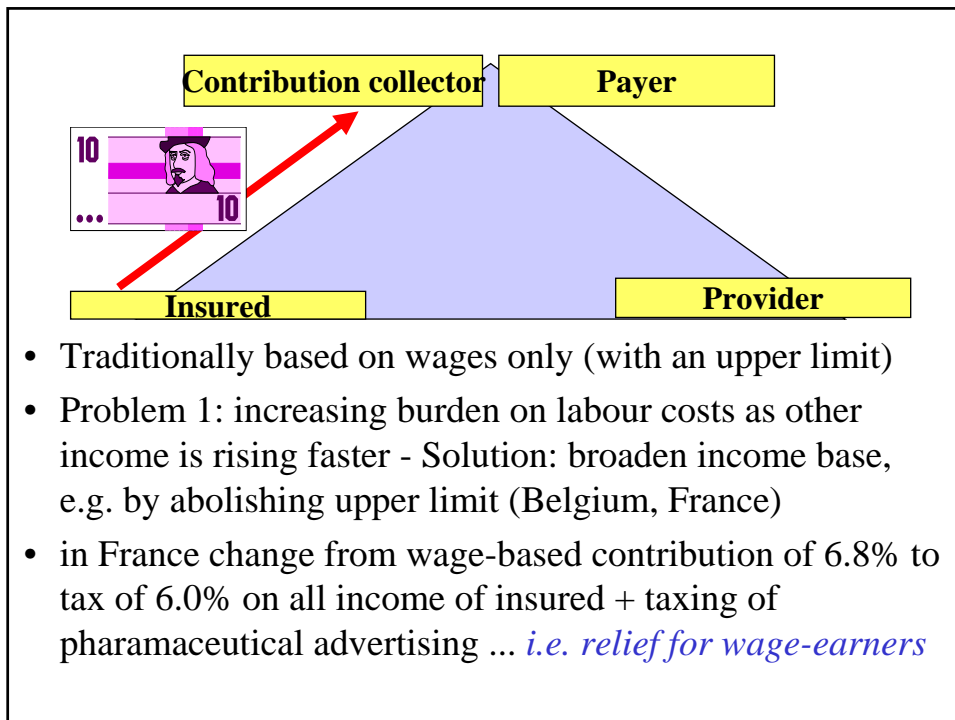 Contribution collector Payer
10
10
...
Insured
Provider
• Traditionally based on wages only (with an upper limit)
• Problem 1: increasing burden on labour costs as other
income is rising faster - Solution: broaden income base,
e.g. by abolishing upper limit (Belgium, France)
• in France change from wage-based contribution of 6.8% to
tax of 6.0% on all income of insured + taxing of
pharamaceutical advertising ... i.e. relief for wage-earners